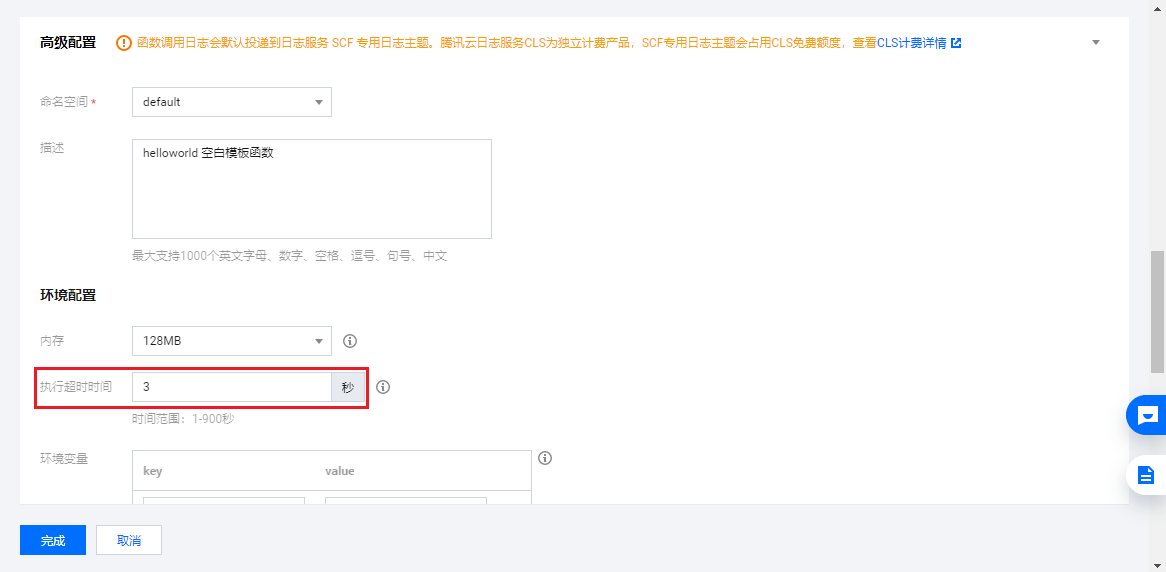 高级配置 函数调用日志会默认投递到日志服务 SCF 专用日志主题。腾讯云日志服务CLS为独立计费产品，SCF专用日志主题会占用CLS免费额度，查看CLS计费详情
命名空间* default
描述 helloworld 空白模板函数
最大支持1000个英文字母、数字、空格、逗号、句号、中文
环境配置
内存 128MB
执行超时时间 3 秒
时间范围：1-900秒
环境变量 key value
完成 取消